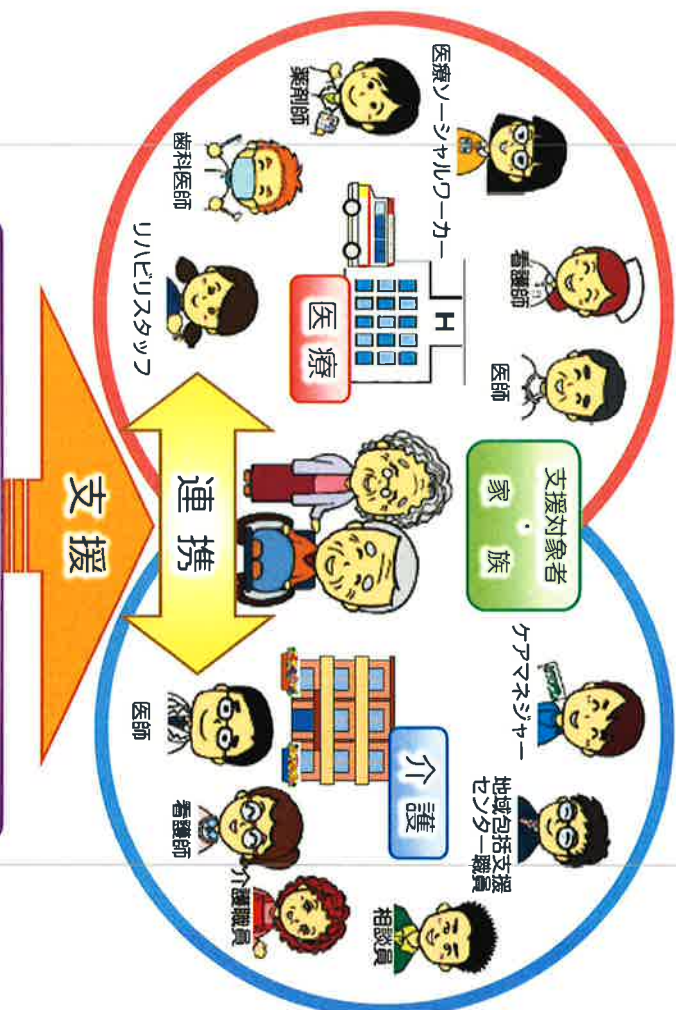 支援対象者
・
家族
医師
看護師
医療ソーシャルワーカー
薬剤師
歯科医師
リハビリスタッフ
H
医療
ケアマネジャー
地域包括支援
センター職員
相談員
介護職員
看護師
医師
介護
連携
支援